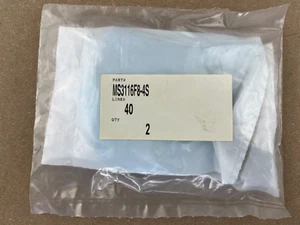 PART#
MS3116F8-4S
LINE#
40
QTY
2